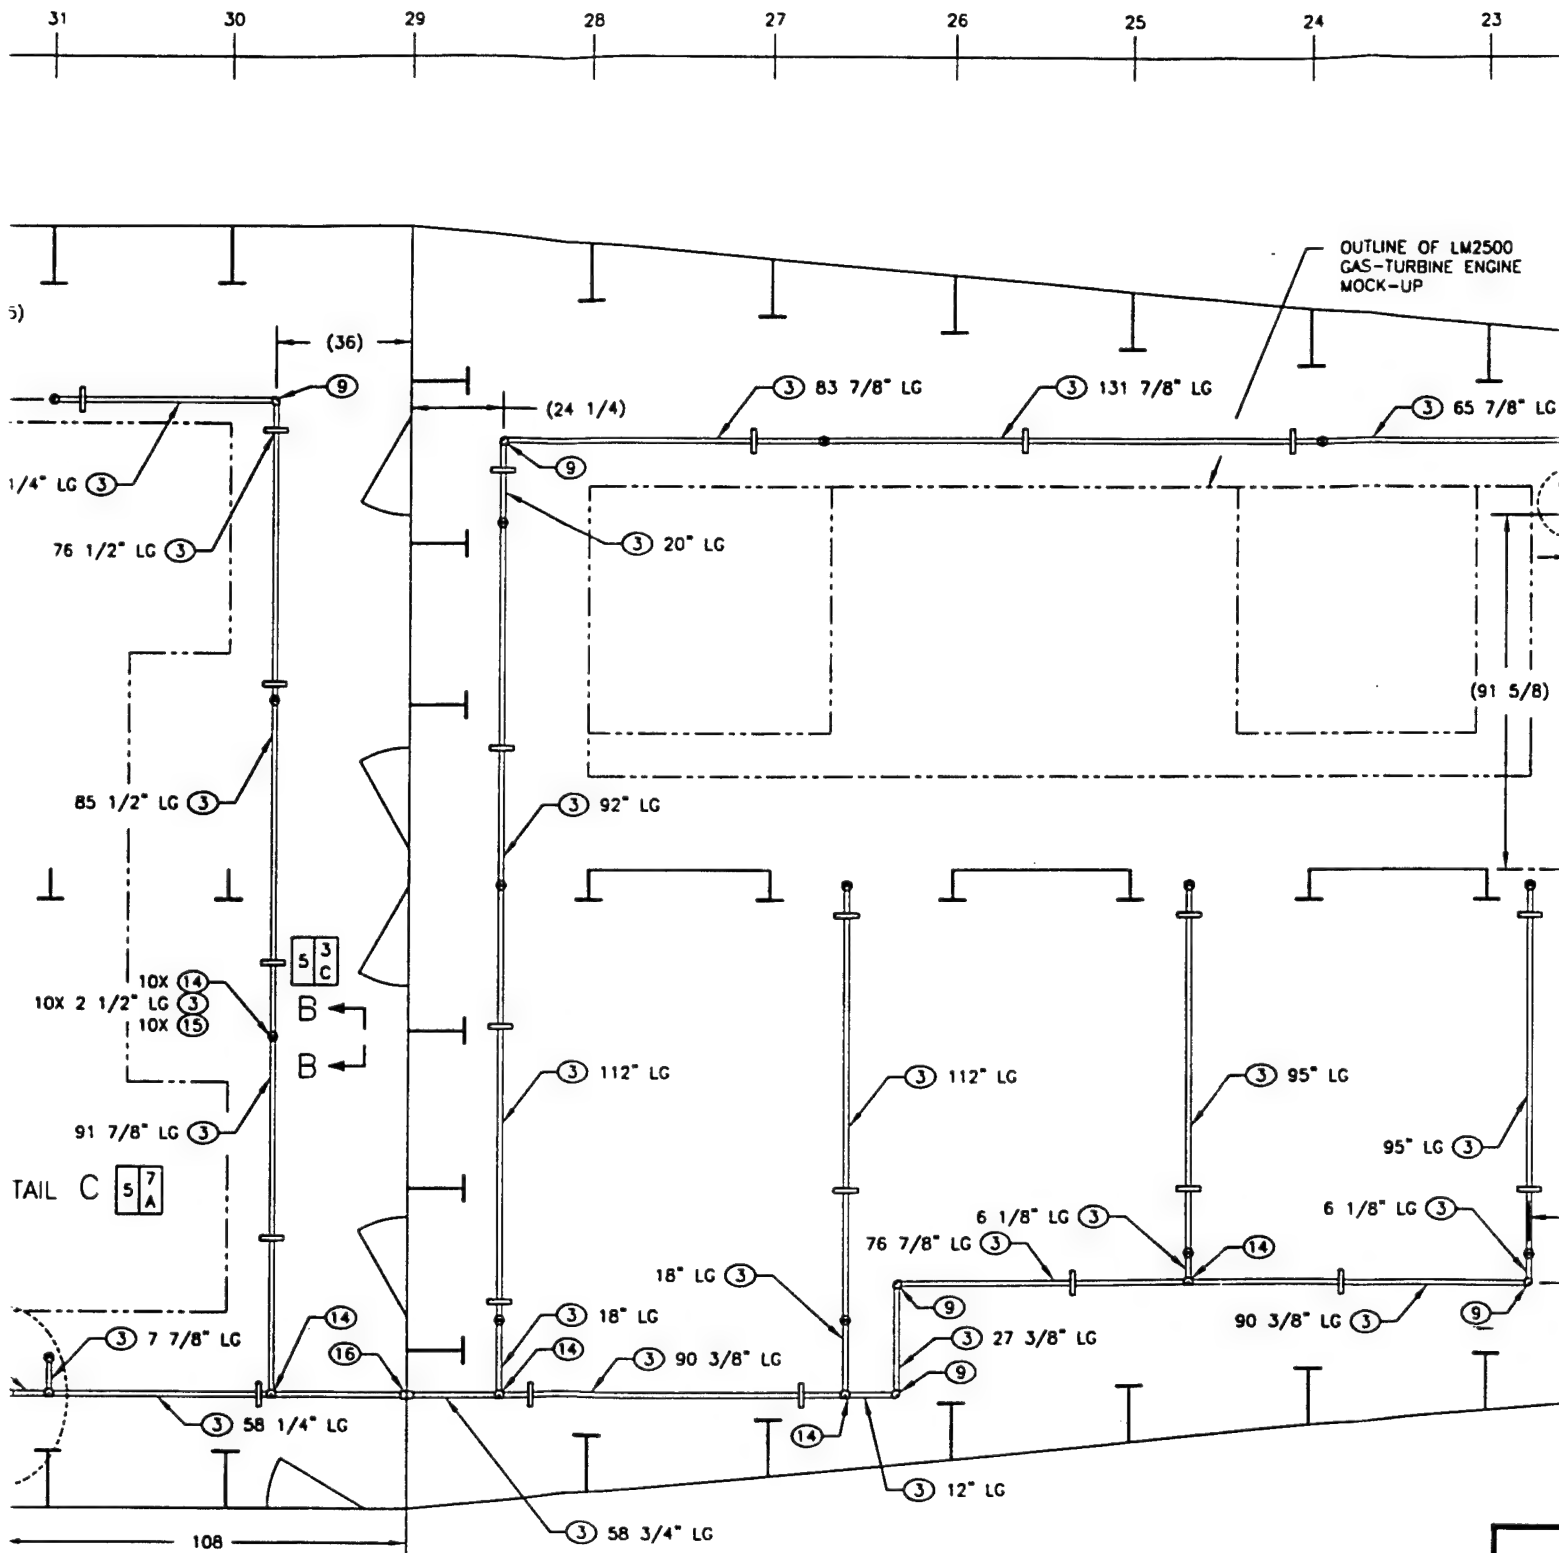 31 30 29 28 27 26 25 24 23
OUTLINE OF LM2500
GAS-TURBINE ENGINE
MOCK-UP
(36)
9
3 83 7/8" LG
3 131 7/8" LG
3 65 7/8" LG
(24 1/4)
9
1/4" LG 3
76 1/2" LG 3
3 20" LG
(91 5/8)
85 1/2" LG 3
3 92" LG
5 3 C
10X 14
10X 2 1/2" LG 3
10X 15
B
B
3 112" LG
3 112" LG
3 95" LG
91 7/8" LG 3
95" LG 3
TAIL C 5 7 A
6 1/8" LG 3
6 1/8" LG 3
76 7/8" LG 3
14
18" LG 3
14
3 18" LG
9
90 3/8" LG 3
9
3 7 7/8" LG
16
14
3 90 3/8" LG
3 27 3/8" LG
9
3 58 1/4" LG
14
3 12" LG
3 58 3/4" LG
108